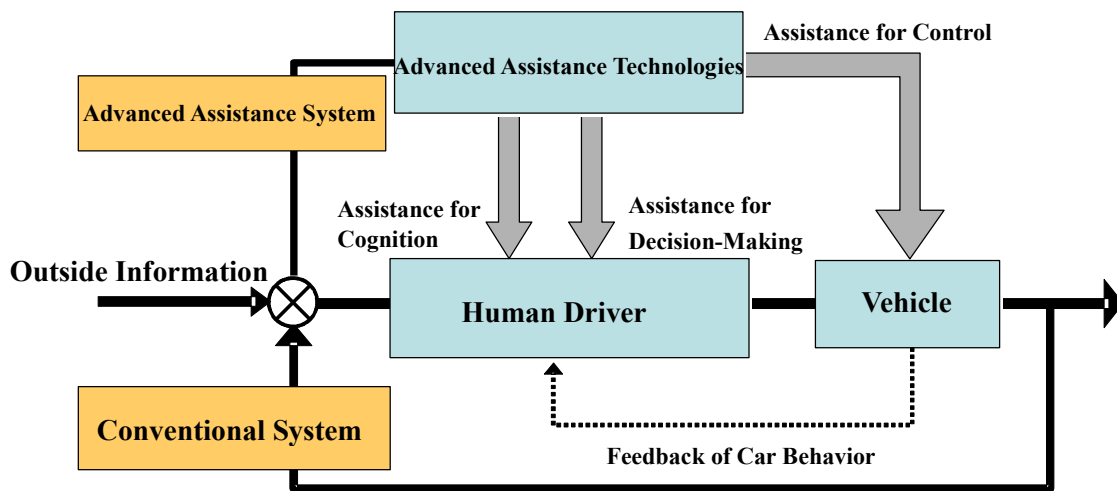 Assistance for Control
Advanced Assistance Technologies
Advanced Assistance System
Assistance for
Cognition
Assistance for
Decision-Making
Outside Information
Human Driver
Vehicle
Conventional System
Feedback of Car Behavior